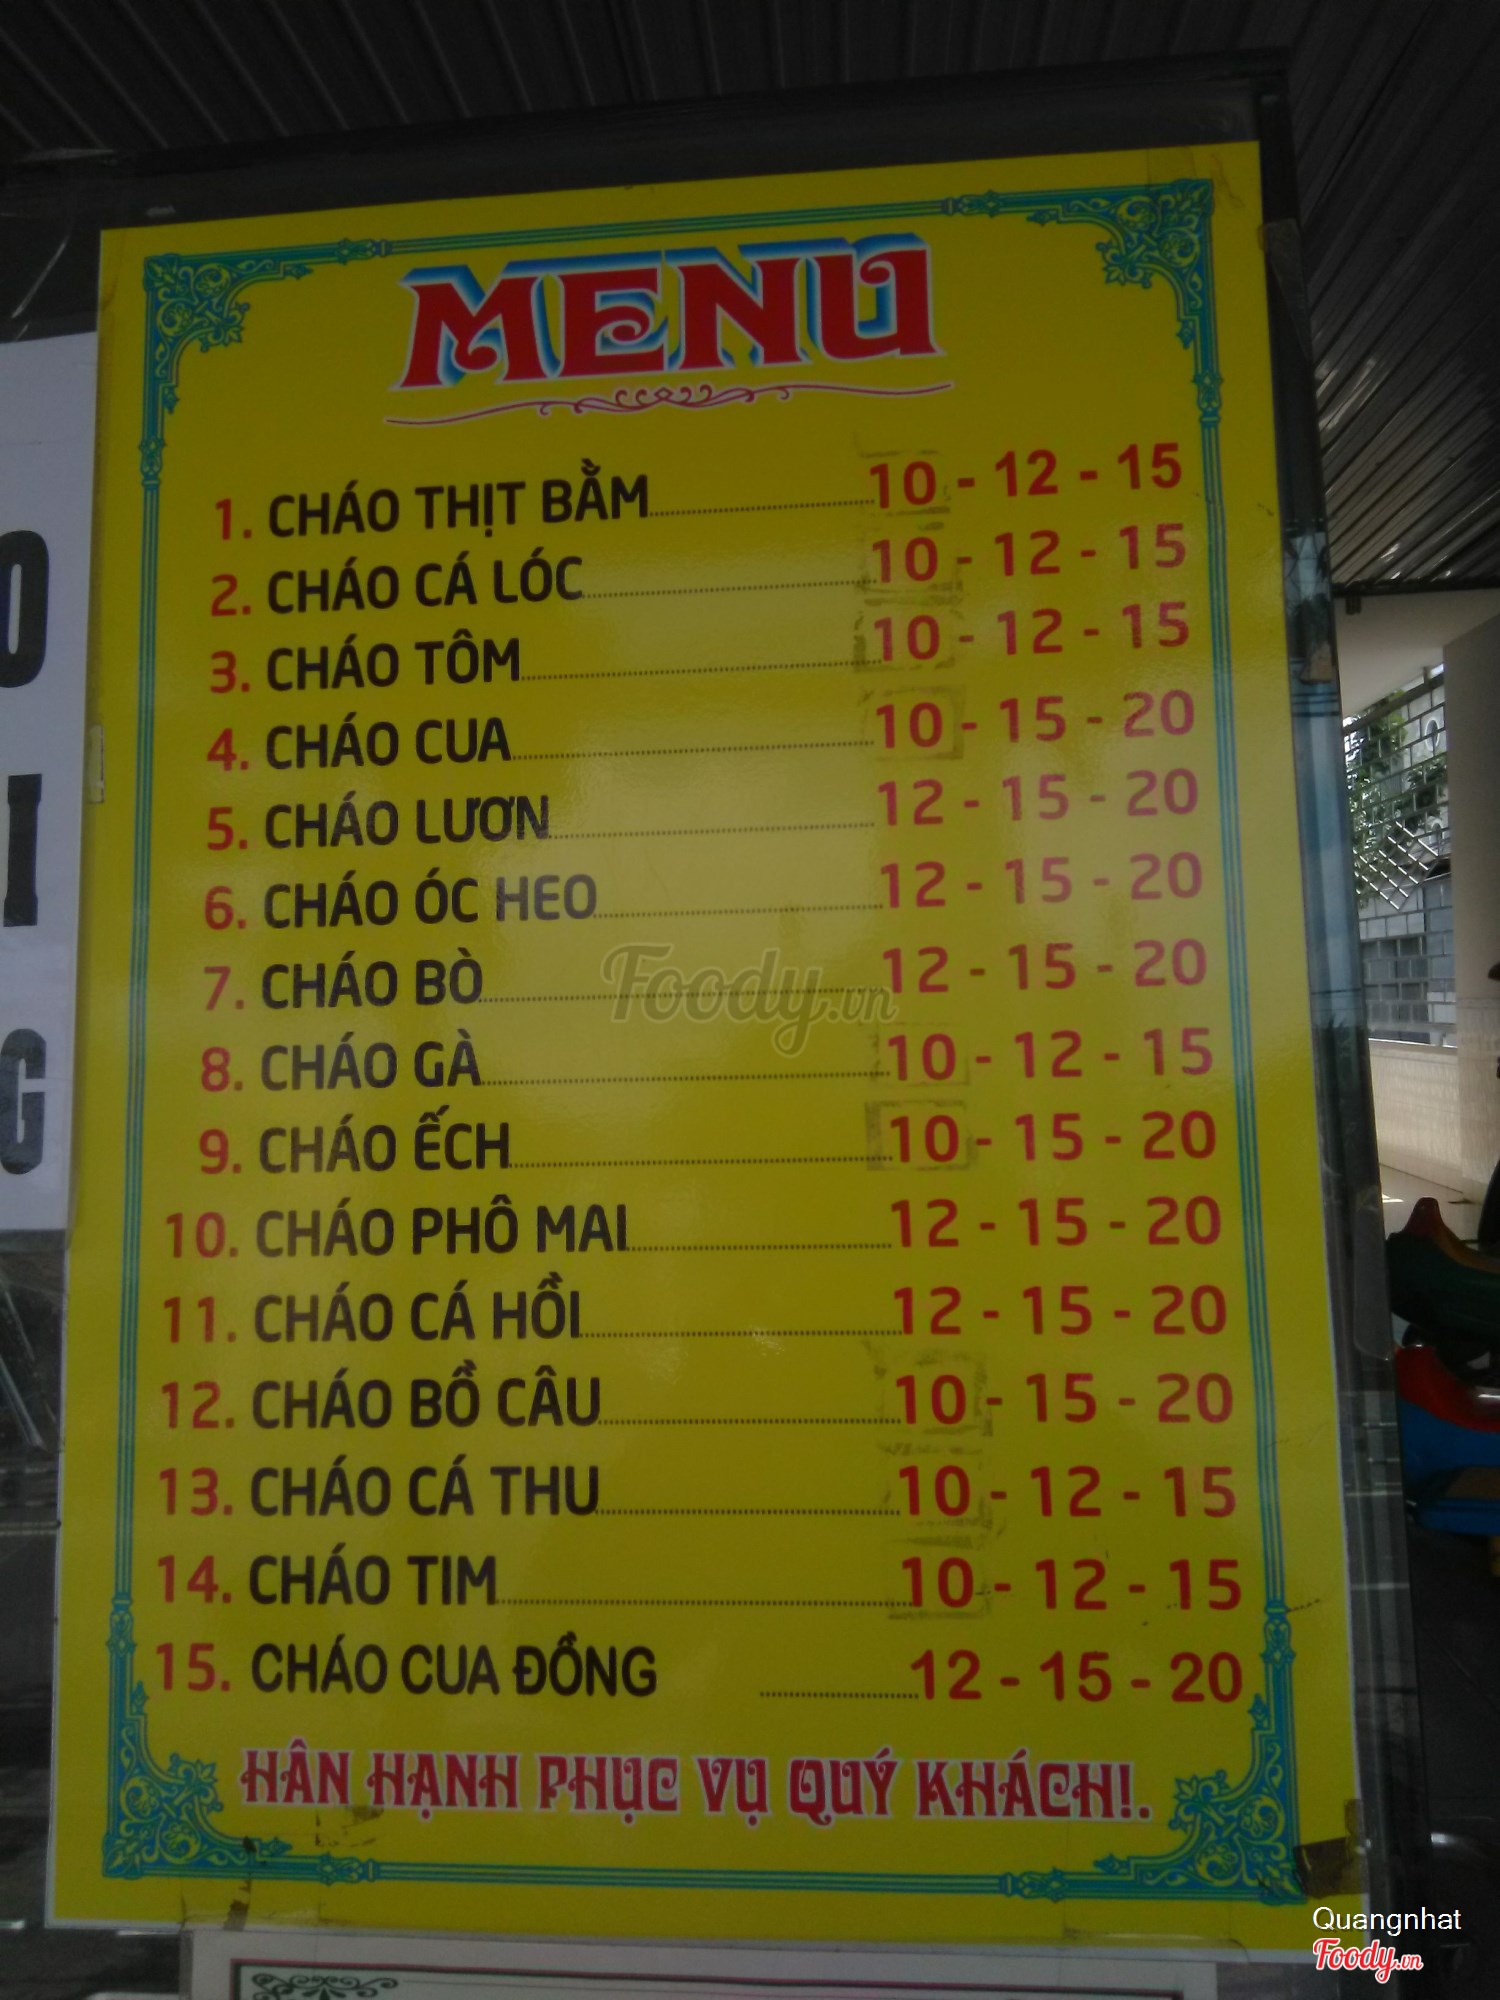 MENU
1. CHÁO THỊT BẰM 10 - 12 - 15
2. CHÁO CÁ LÓC 10 - 12 - 15
3. CHÁO TÔM 10 - 12 - 15
4. CHÁO CUA 10 - 15 - 20
5. CHÁO LƯƠN 12 - 15 - 20
6. CHÁO ÓC HEO 12 - 15 - 20
7. CHÁO BÒ 12 - 15 - 20
8. CHÁO GÀ 10 - 12 - 15
9. CHÁO ẾCH 10 - 15 - 20
10. CHÁO PHÔ MAI 12 - 15 - 20
11. CHÁO CÁ HỒI 12 - 15 - 20
12. CHÁO BỒ CÂU 10 - 15 - 20
13. CHÁO CÁ THU 10 - 12 - 15
14. CHÁO TIM 10 - 12 - 15
15. CHÁO CUA ĐỒNG 12 - 15 - 20
HÂN HẠNH PHỤC VỤ QUÝ KHÁCH!.
O
I
G
Foody.vn
Quangnhat
Foody.vn